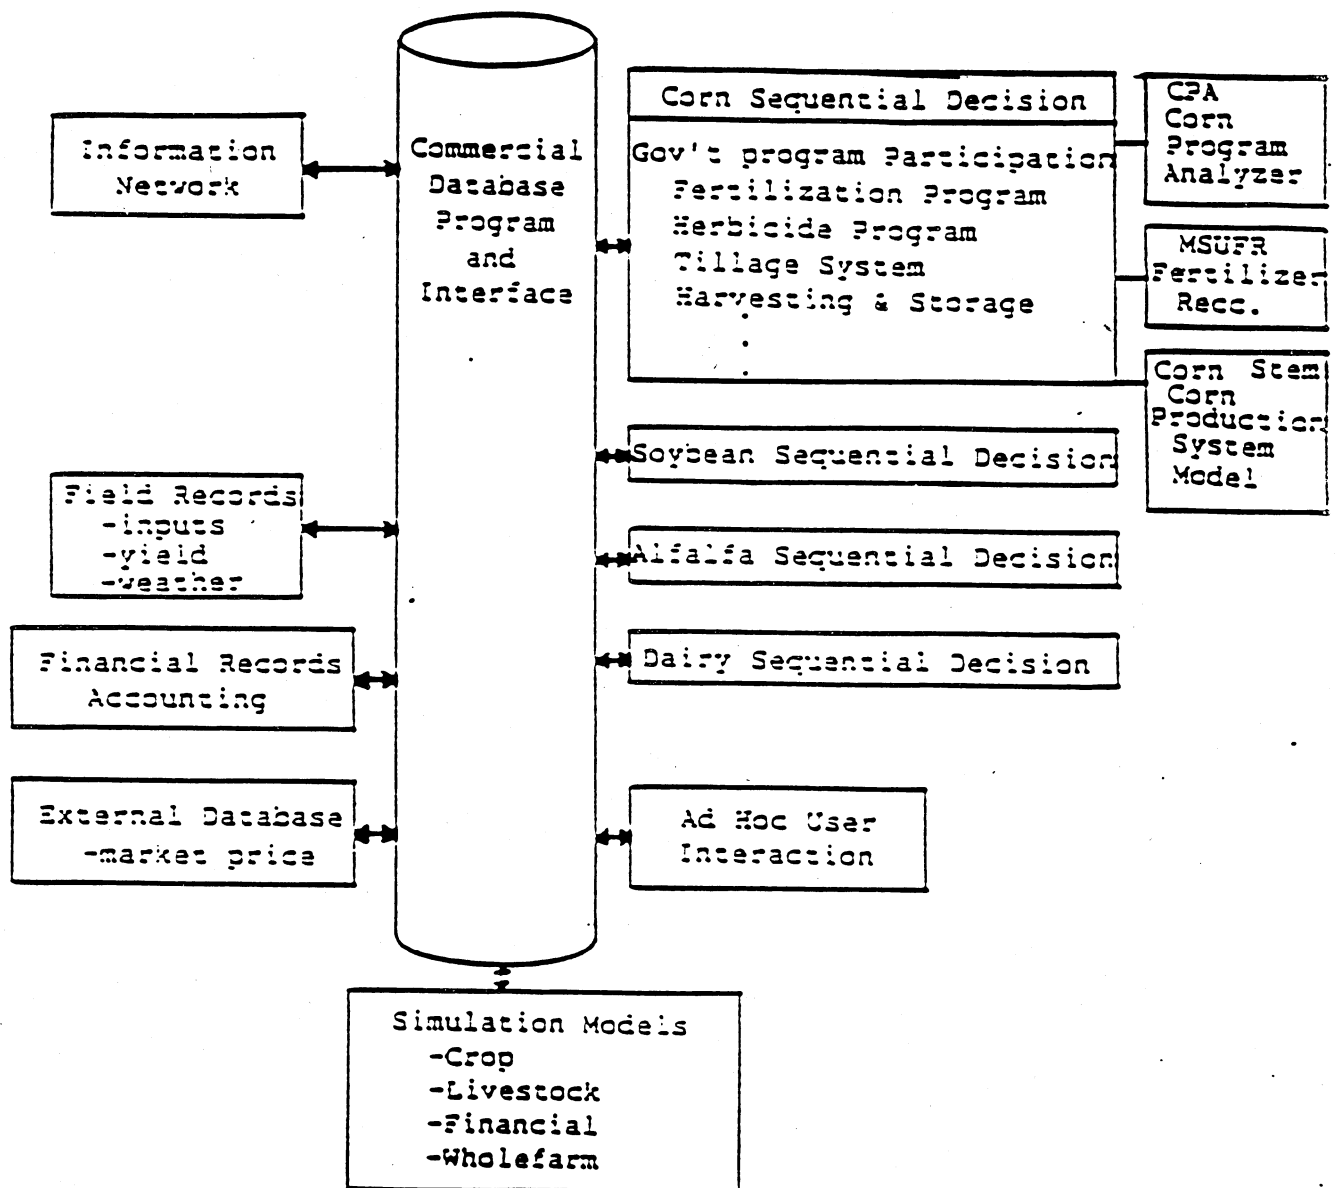 Information
Network
Field Records
-inputs
-yield
-weather
Financial Records
Accounting
External Database
-market price
Commercial
Database
Program
and
Interface
Corn Sequential Decision
Gov't program Participation
Fertilization Program
Herbicide Program
Tillage System
Harvesting & Storage
Soybean Sequential Decision
Alfalfa Sequential Decision
Dairy Sequential Decision
Ad Hoc User
Interaction
CPA
Corn
Program
Analyzer
MSUFR
Fertilizer
Recc.
Corn Stem
Corn
Production
System
Model
Simulation Models
-Crop
-Livestock
-Financial
-Wholefarm